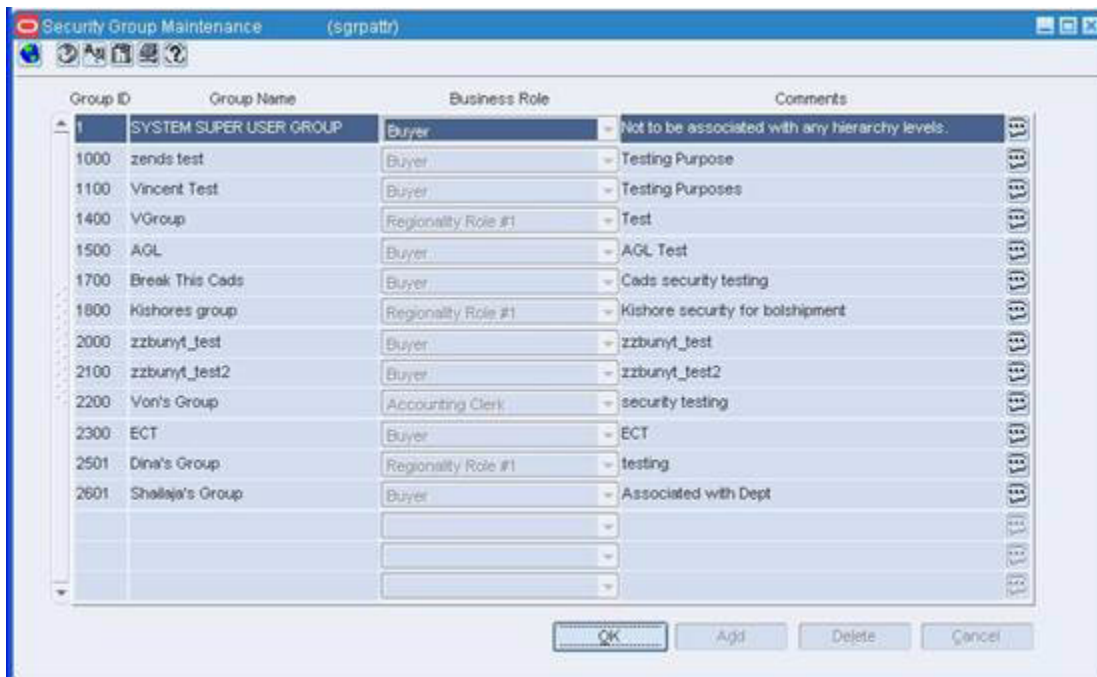 Security Group Maintenance (sgrpattr)
Group ID Group Name Business Role Comments
1 SYSTEM SUPER USER GROUP Buyer Not to be associated with any hierarchy levels.
1000 zends test Buyer Testing Purpose
1100 Vincent Test Buyer Testing Purposes
1400 VGroup Regionality Role #1 Test
1500 AGL Buyer AGL Test
1700 Break This Cads Buyer Cads security testing
1800 Kishores group Regionality Role #1 Kishore security for bolshipment
2000 zzbunyt_test Buyer zzbunyt_test
2100 zzbunyt_test2 Buyer zzbunyt_test2
2200 Von's Group Accounting Clerk security testing
2300 ECT Buyer ECT
2501 Dina's Group Regionality Role #1 testing
2601 Shailaja's Group Buyer Associated with Dept
OK Add Delete Cancel